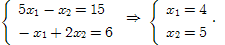 5x₁ − x₂ = 15
− x₁ + 2x₂ = 6
⇒
x₁ = 4
x₂ = 5
.